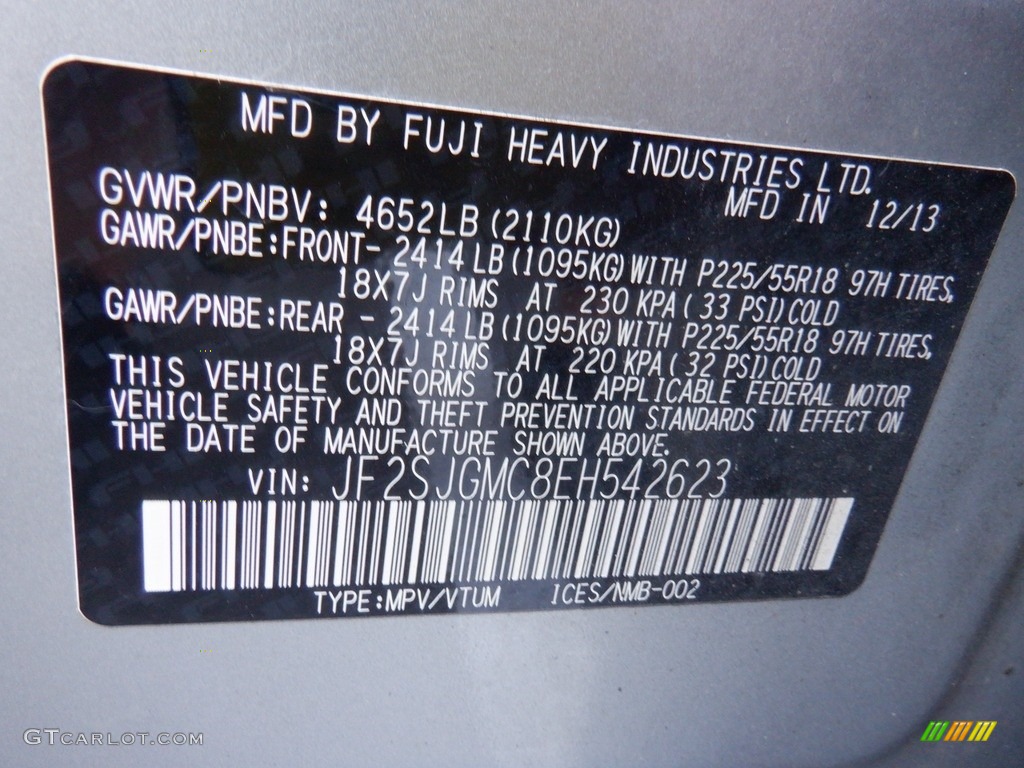 MFD BY FUJI HEAVY INDUSTRIES LTD.
MFD IN 12/13
GVWR/PNBV: 4652LB (2110KG)
GAWR/PNBE:FRONT- 2414 LB (1095KG) WITH P225/55R18 97H TIRES,
18X7J RIMS AT 230 KPA ( 33 PSI) COLD
GAWR/PNBE:REAR - 2414 LB (1095KG) WITH P225/55R18 97H TIRES,
18X7J RIMS AT 220 KPA ( 32 PSI) COLD
THIS VEHICLE CONFORMS TO ALL APPLICABLE FEDERAL MOTOR
VEHICLE SAFETY AND THEFT PREVENTION STANDARDS IN EFFECT ON
THE DATE OF MANUFACTURE SHOWN ABOVE.
VIN: JF2SJGMC8EH542623
TYPE:MPV/VTUM ICES/NMB-002
GTCARLOT.COM